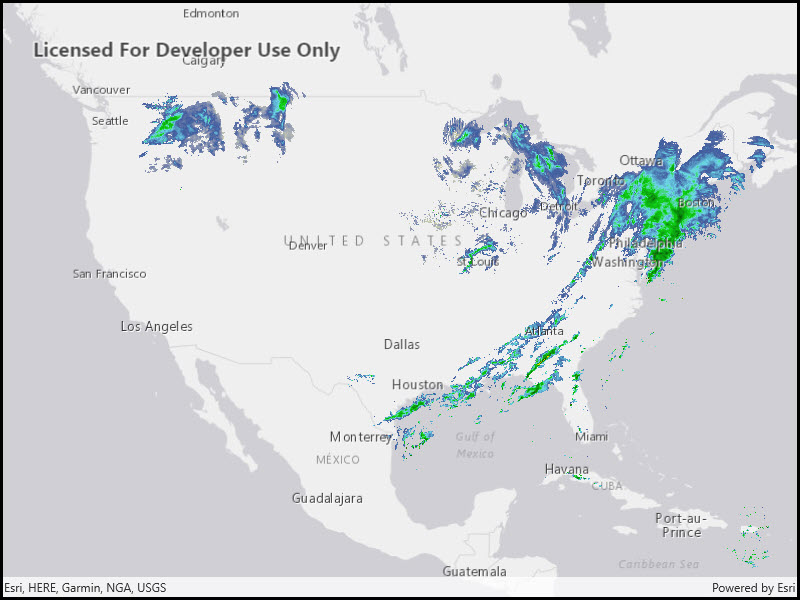 Edmonton
Licensed For Developer Use Only
Calgary
Vancouver
Seattle
Ottawa
Toronto
Boston
Detroit
Chicago
UNITED STATES
Denver
Philadelphia
St Louis
Washington
San Francisco
Los Angeles
Atlanta
Dallas
Houston
Monterrey
Miami
Gulf of
Mexico
MÉXICO
Havana
CUBA
Guadalajara
Port-au-
Prince
Caribbean Sea
Guatemala
Esri, HERE, Garmin, NGA, USGS
Powered by Esri